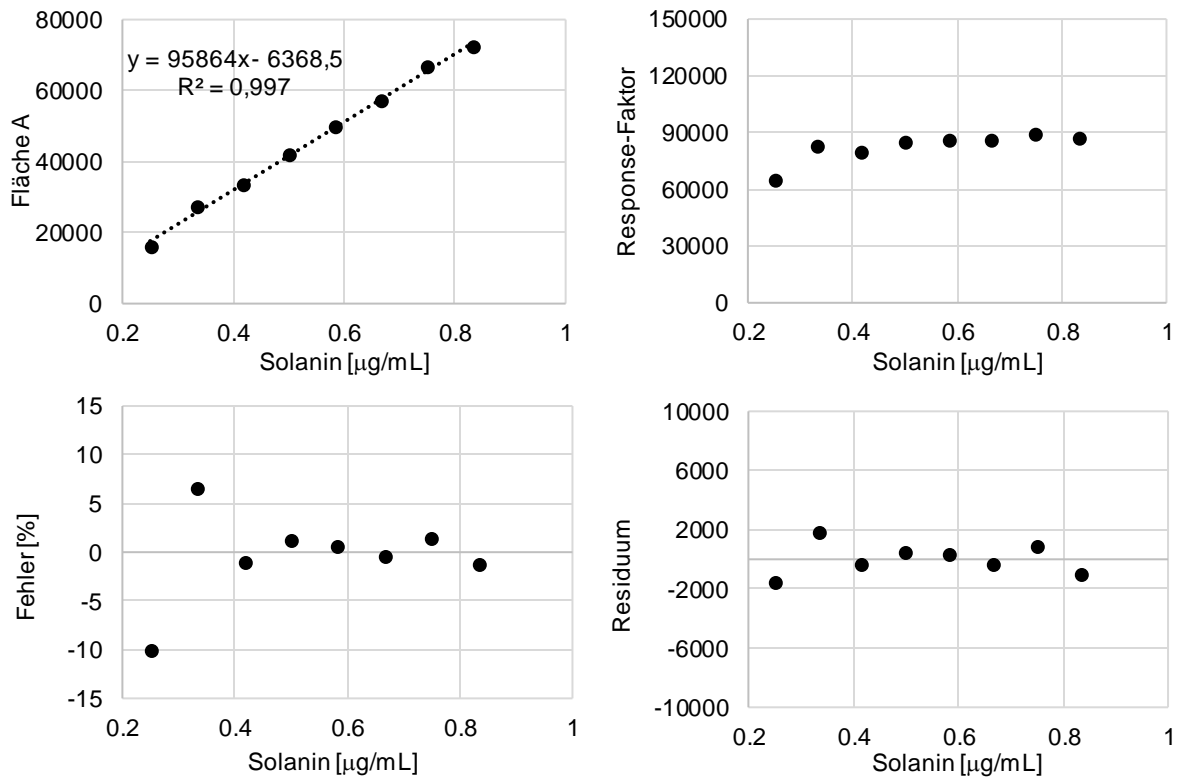 80000
60000
40000
20000
0
Fläche A
y = 95864x- 6368,5
R² = 0,997
0.2 0.4 0.6 0.8 1
Solanin [µg/mL]
150000
120000
90000
60000
30000
0
Response-Faktor
0.2 0.4 0.6 0.8 1
Solanin [µg/mL]
15
10
5
0
-5
-10
-15
Fehler [%]
0.2 0.4 0.6 0.8 1
Solanin [µg/mL]
10000
6000
2000
-2000
-6000
-10000
Residuum
0.2 0.4 0.6 0.8 1
Solanin [µg/mL]